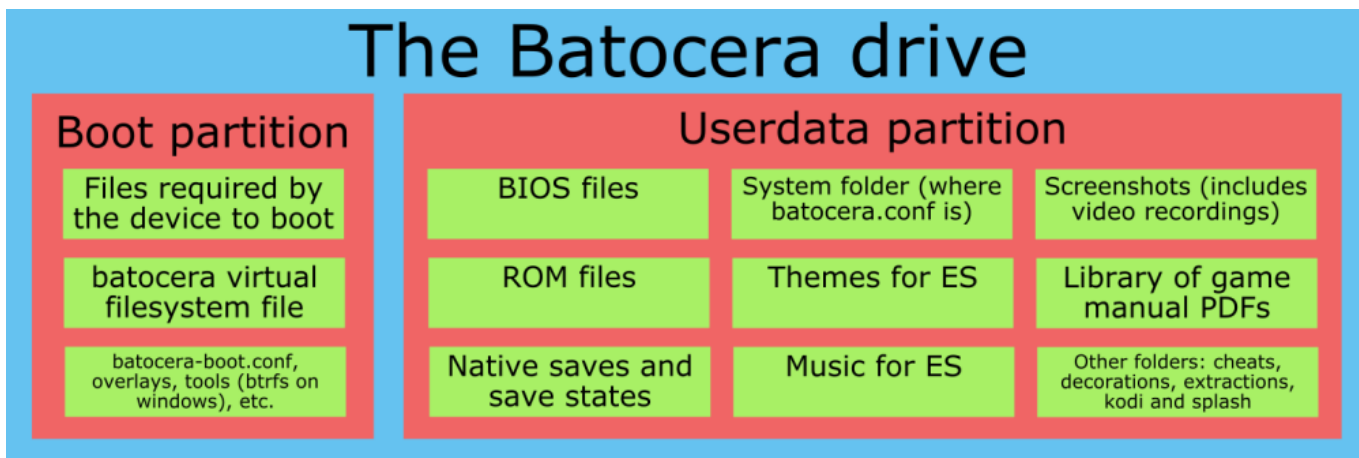 The Batocera drive
Boot partition
Files required by
the device to boot
batocera virtual
filesystem file
batocera-boot.conf,
overlays, tools (btrfs on
windows), etc.
Userdata partition
BIOS files
System folder (where
batocera.conf is)
Screenshots (includes
video recordings)
ROM files
Themes for ES
Library of game
manual PDFs
Native saves and
save states
Music for ES
Other folders: cheats,
decorations, extractions,
kodi and splash